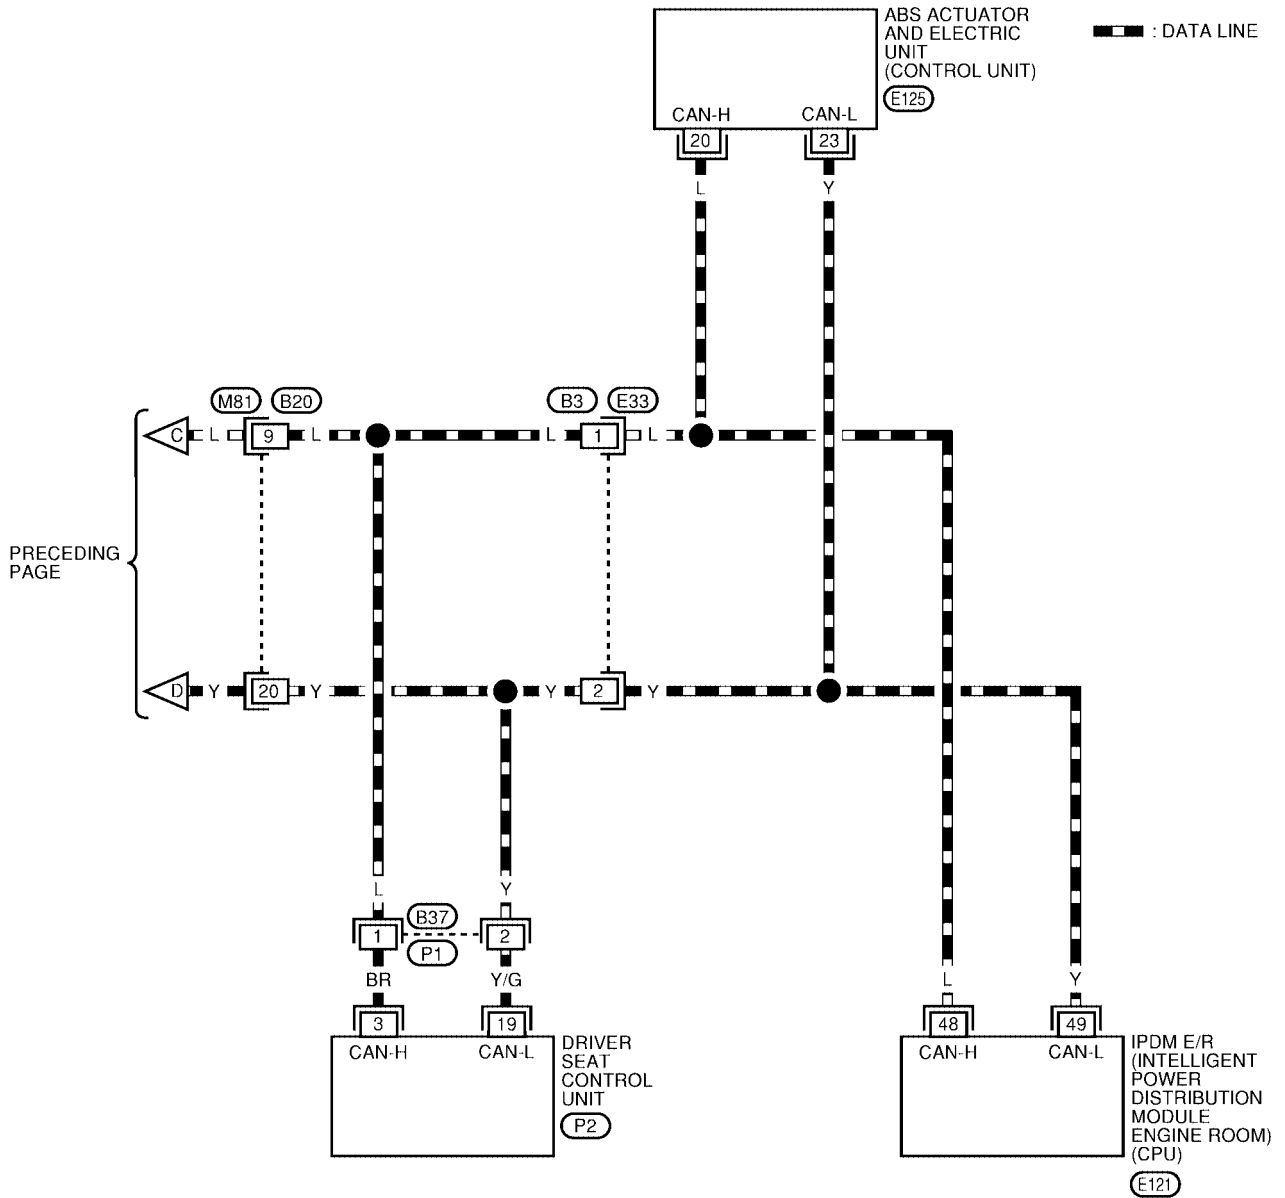 ABS ACTUATOR
AND ELECTRIC
UNIT
(CONTROL UNIT)
E125
: DATA LINE
CAN-H CAN-L
20 23
L Y
M81 B20 B3 E33
C L 9 L L 1 L
PRECEDING
PAGE
D Y 20 Y Y 2 Y
L Y
B37
1 2
P1
BR Y/G L Y
3 19 48 49
CAN-H CAN-L
DRIVER
SEAT
CONTROL
UNIT
P2
CAN-H CAN-L
IPDM E/R
(INTELLIGENT
POWER
DISTRIBUTION
MODULE
ENGINE ROOM)
(CPU)
E121